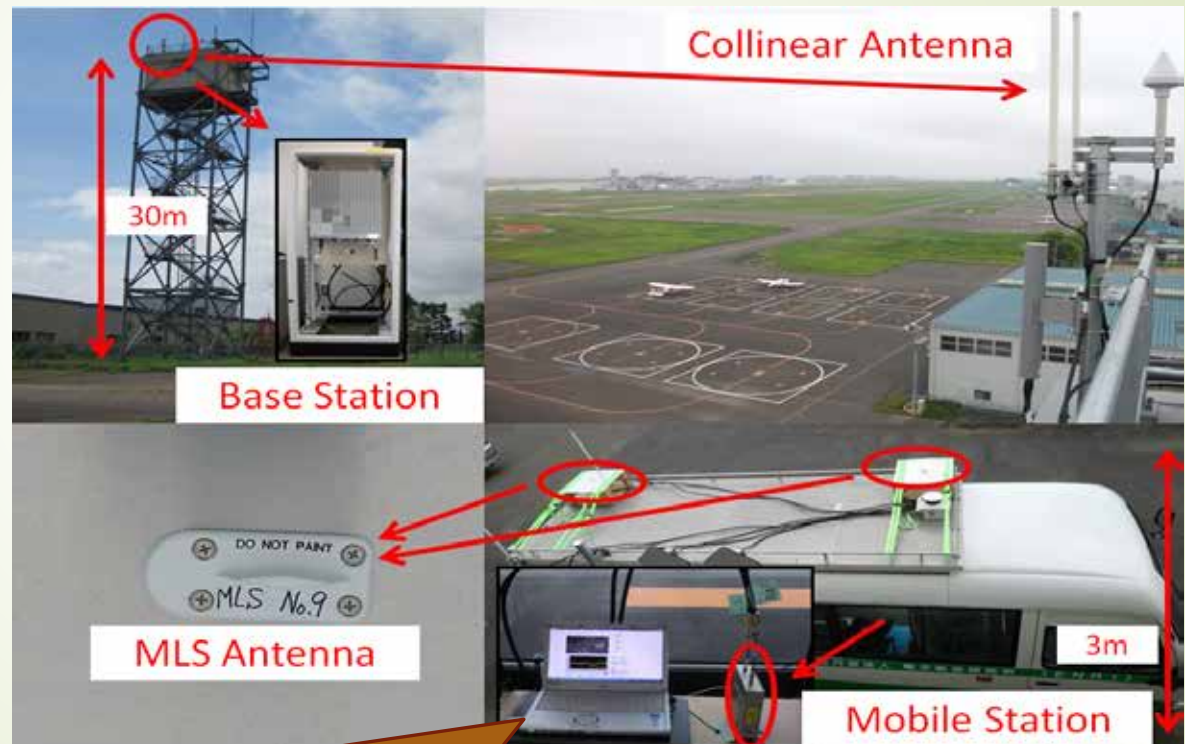 Collinear Antenna
30m
Base Station
DO NOT PAINT
MLS No.9
MLS Antenna
3m
Mobile Station